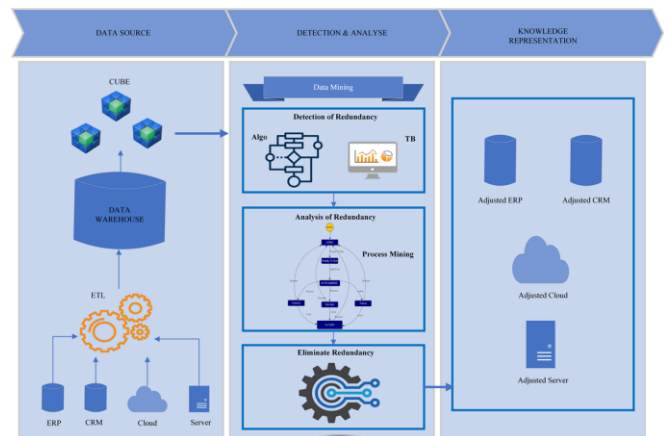 DATA SOURCE
DETECTION & ANALYSE
KNOWLEDGE
REPRESENTATION
CUBE
DATA
WAREHOUSE
ETL
ERP
CRM
Cloud
Server
Data Mining
Detection of Redundancy
Algo
TB
Analysis of Redundancy
Process Mining
Eliminate Redundancy
Adjusted ERP
Adjusted CRM
Adjusted Cloud
Adjusted Server